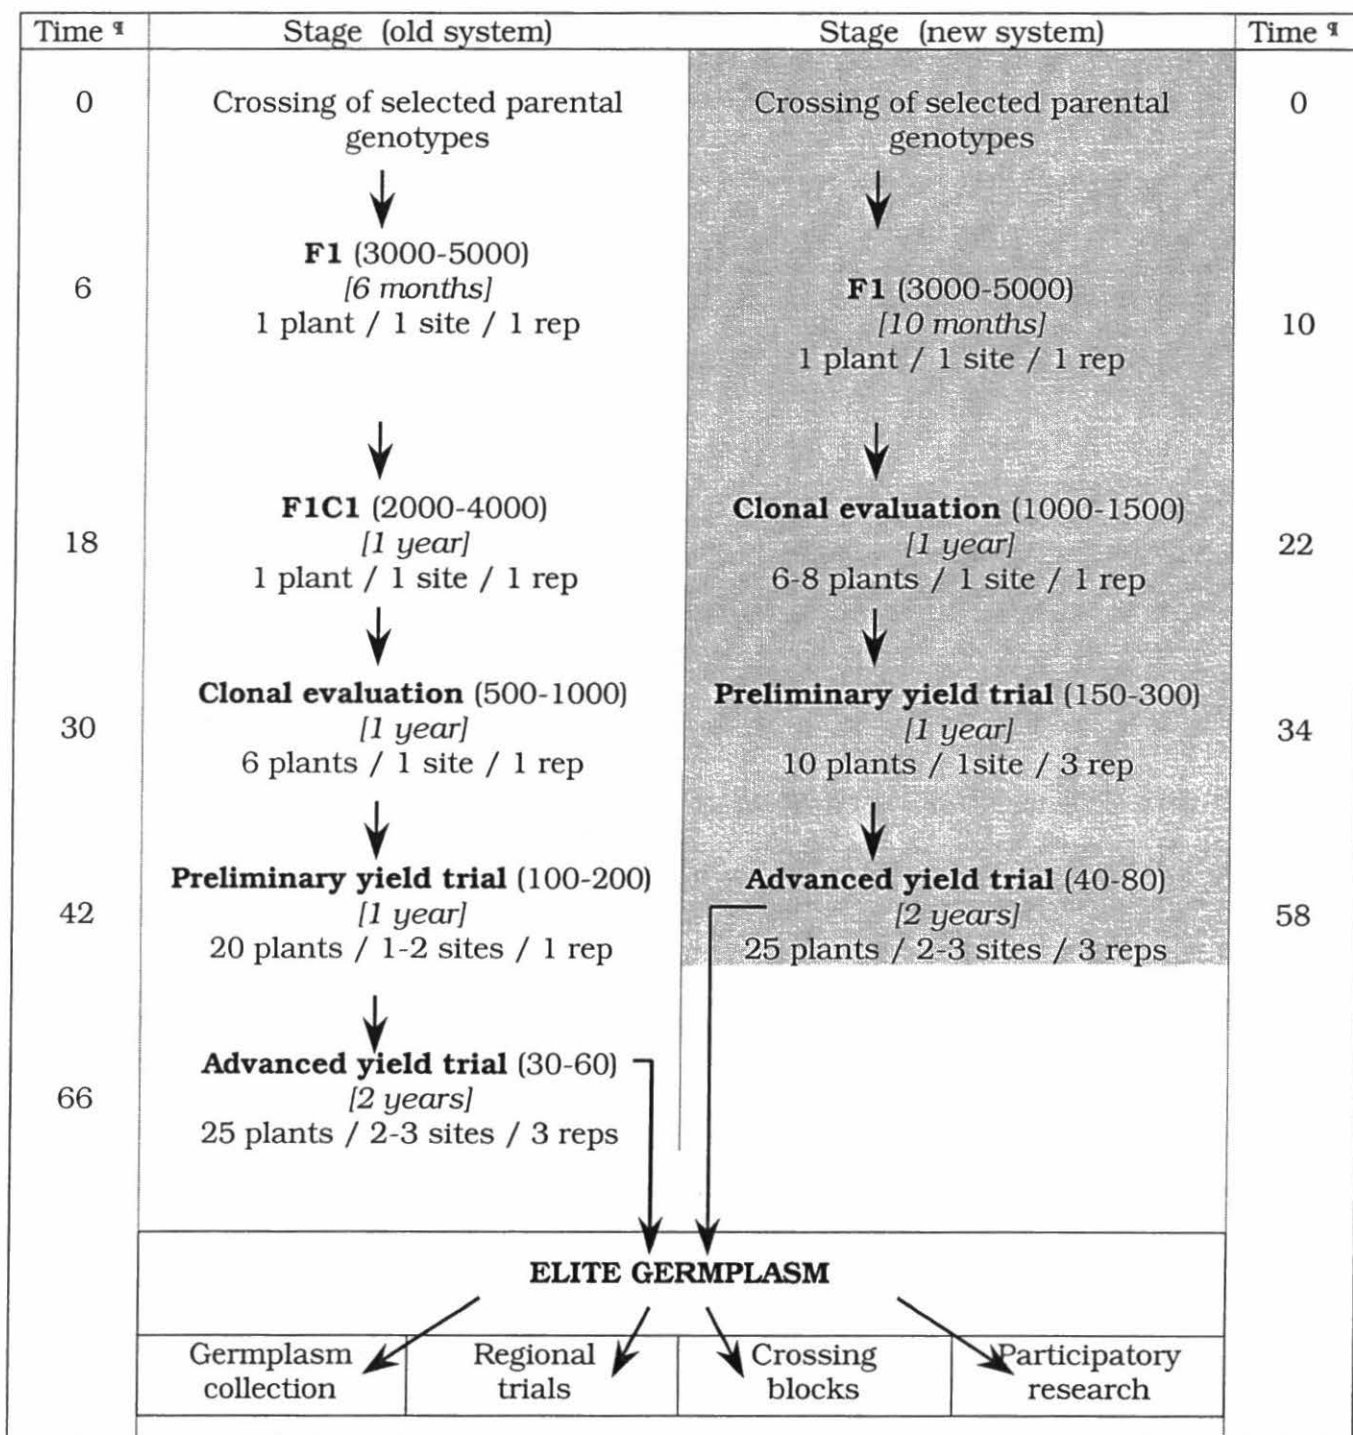 Time ¶ Stage (old system) Stage (new system) Time ¶
0 Crossing of selected parental genotypes Crossing of selected parental genotypes 0
F1 (3000-5000)
6 [6 months]
1 plant / 1 site / 1 rep
F1 (3000-5000)
[10 months] 10
1 plant / 1 site / 1 rep
F1C1 (2000-4000) Clonal evaluation (1000-1500)
18 [1 year] [1 year] 22
1 plant / 1 site / 1 rep 6-8 plants / 1 site / 1 rep
Clonal evaluation (500-1000) Preliminary yield trial (150-300)
30 [1 year] [1 year] 34
6 plants / 1 site / 1 rep 10 plants / 1site / 3 rep
Preliminary yield trial (100-200) Advanced yield trial (40-80)
42 [1 year] [2 years] 58
20 plants / 1-2 sites / 1 rep 25 plants / 2-3 sites / 3 reps
Advanced yield trial (30-60)
66 [2 years]
25 plants / 2-3 sites / 3 reps
ELITE GERMPLASM
Germplasm collection
Regional trials
Crossing blocks
Participatory research